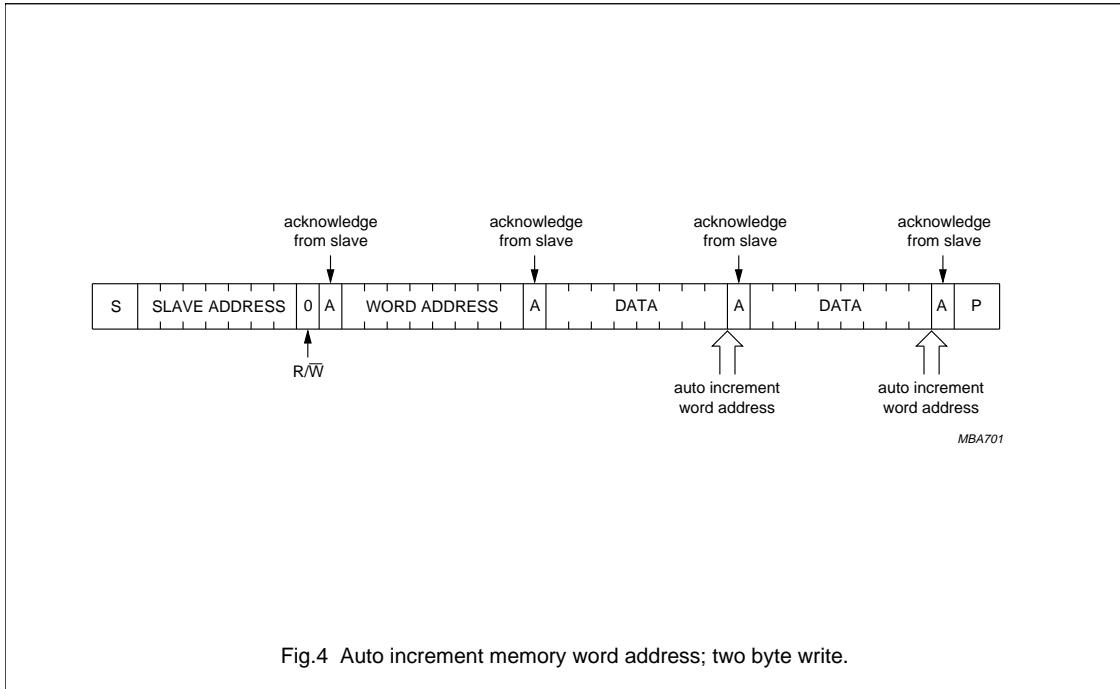 acknowledge
from slave
acknowledge
from slave
acknowledge
from slave
acknowledge
from slave
S SLAVE ADDRESS 0 A WORD ADDRESS A DATA A DATA A P
R/W̅
auto increment
word address
auto increment
word address
MBA701
Fig.4 Auto increment memory word address; two byte write.